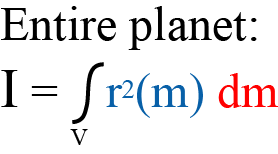 Entire planet:
I = ∫r²(m) dm
V